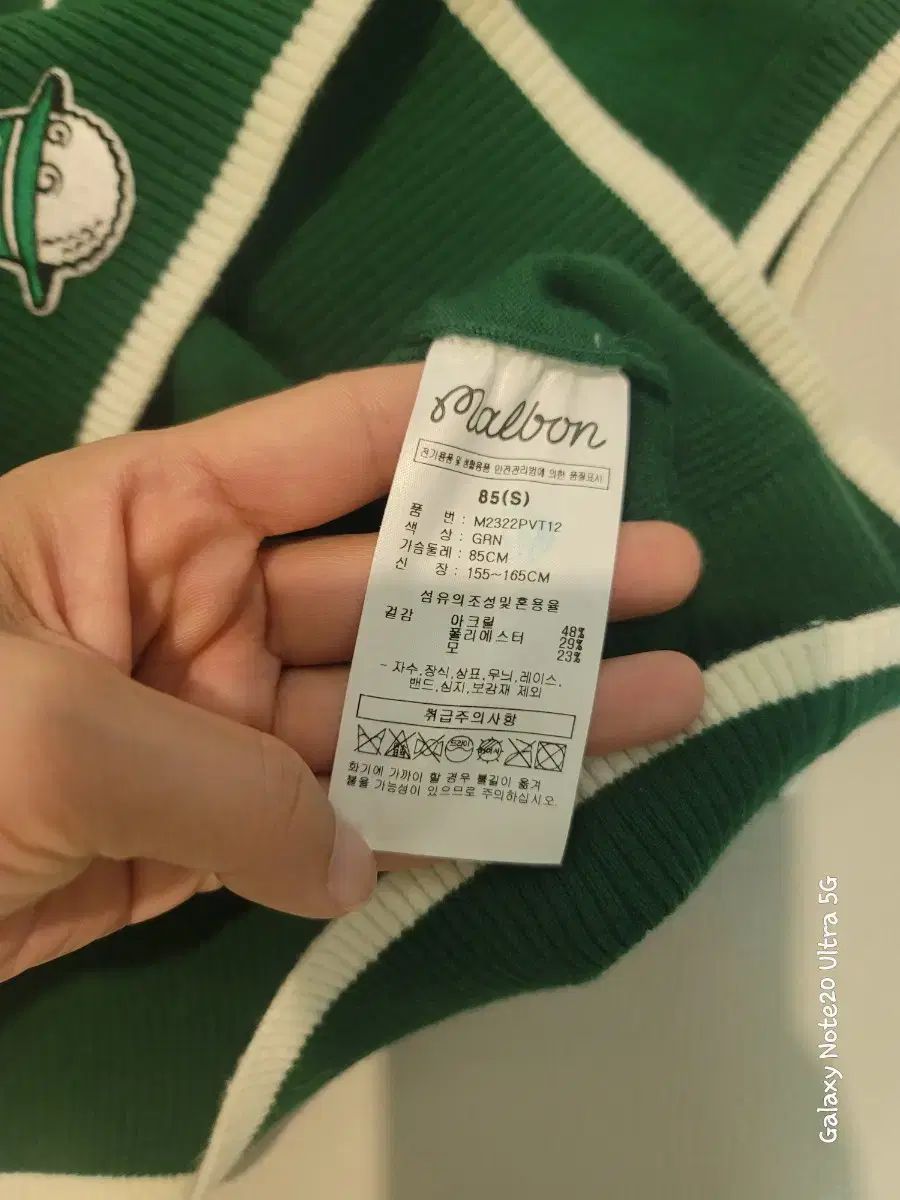 Malbon
전기용품 및 생활용품 안전관리법에 의한 품질표시
85(S)
품 번 : M2322PVT12
색 상 : GRN
가슴둘레 : 85CM
신 장 : 155~165CM
섬유의조성및혼용율
겉감 아크릴 48%
폴리에스터 29%
모 23%
- 자수,장식,상표,무늬,레이스,
밴드,심지,보강재 제외
취급주의사항
드라이
화기에 가까이 할 경우 불길이 옮겨
붙을 가능성이 있으므로 주의하십시오.
Galaxy Note20 Ultra 5G